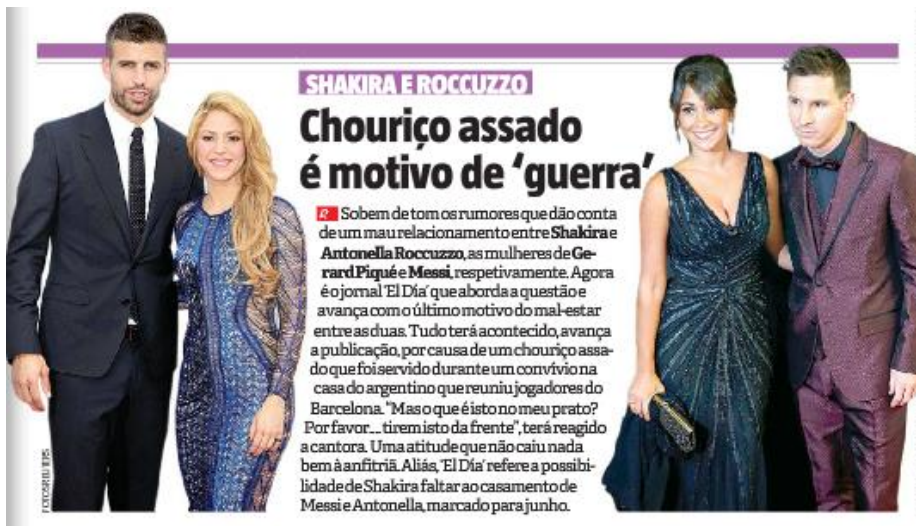 SHAKIRA E ROCCUZZO
Chouriço assado
é motivo de ‘guerra’
R Sobem de tom os rumores que dão conta
de um mau relacionamento entre Shakira e
Antonella Roccuzzo, as mulheres de Ge-
rard Piqué e Messi, respetivamente. Agora
é o jornal ‘El Día’ que aborda a questão e
avança com o último motivo do mal-estar
entre as duas. Tudo terá acontecido, avança
a publicação, por causa de um chouriço assa-
do que foi servido durante um convívio na
casa do argentino que reuniu jogadores do
Barcelona. “Mas o que é isto no meu prato?
Por favor... tirem isto da frente”, terá reagido
a cantora. Uma atitude que não caiu nada
bem à anfitriã. Aliás, ‘El Día’ refere a possibi-
lidade de Shakira faltar ao casamento de
Messi e Antonella, marcado para junho.
FOTOS REUTERS